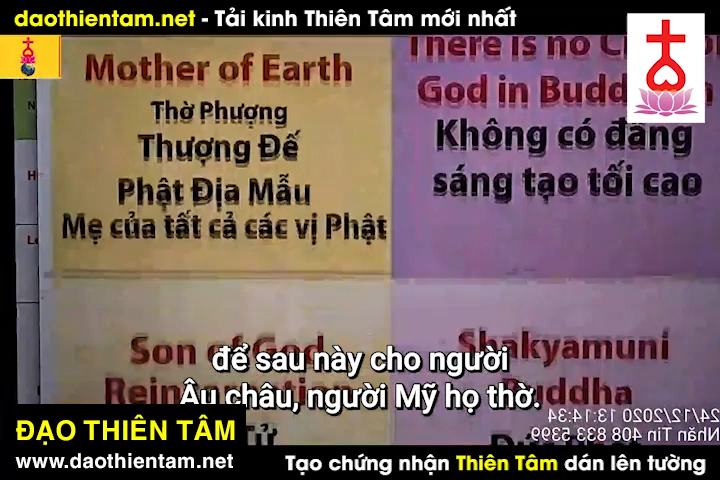 daothientam.net - Tải kinh Thiên Tâm mới nhất
Mother of Earth
Thờ Phượng
Thượng Đế
Phật Địa Mẫu
Mẹ của tất cả các vị Phật
There is no
God in
Không có đấng
sáng tạo tối cao
Son of God
Shakyamuni
Buddha
để sau này cho người
Âu châu, người Mỹ họ thờ.
24/12/2020 13:14:34
Nhắn Tin 408 833 5399
ĐẠO THIÊN TÂM
www.daothientam.net
Tạo chứng nhận Thiên Tâm dán lên tường